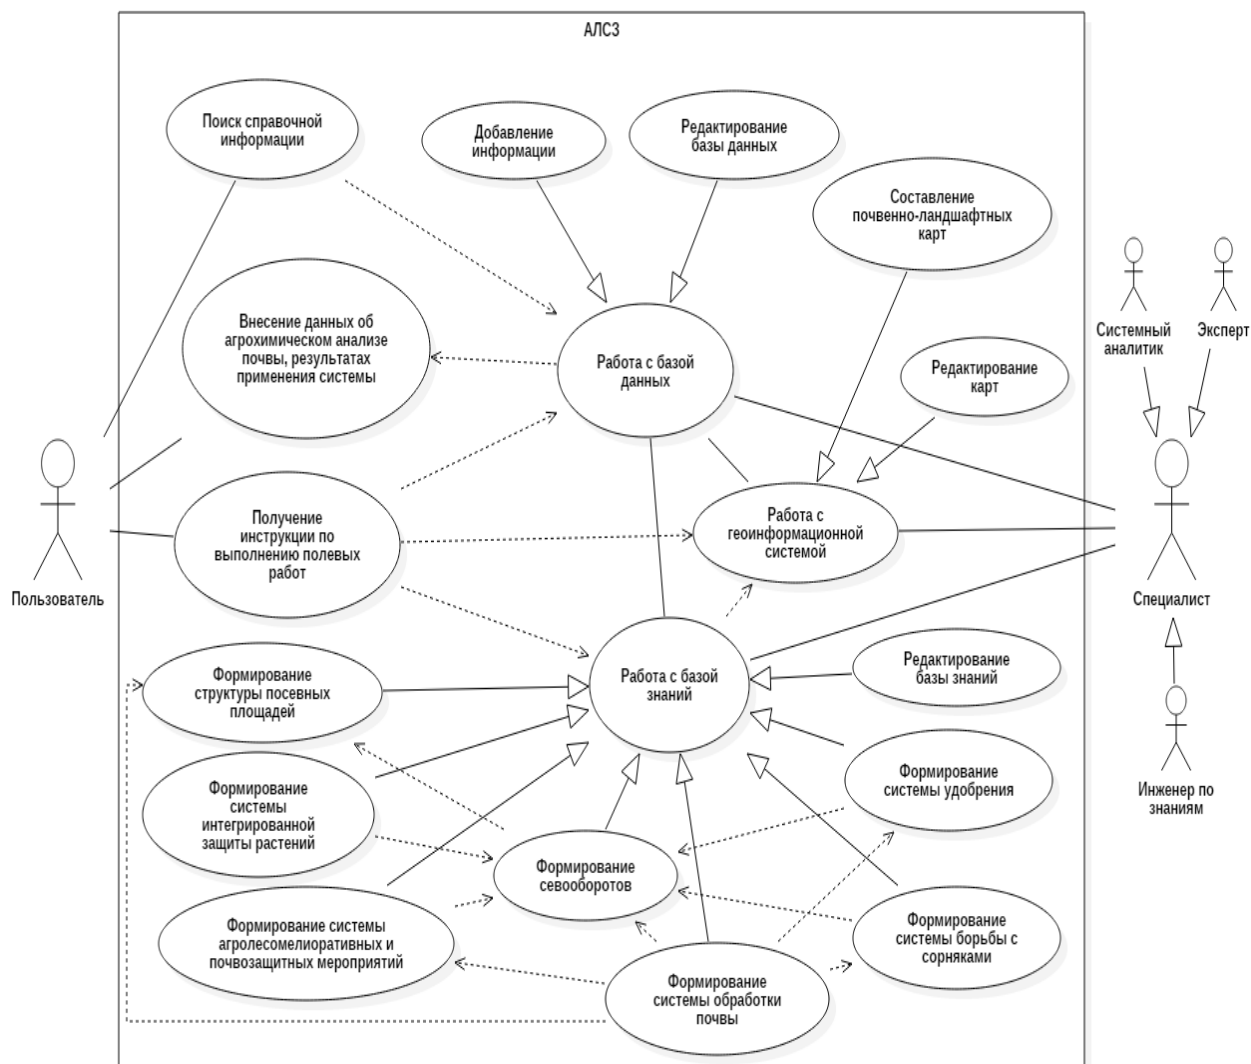 АЛСЗ
Поиск справочной
информации
Добавление
информации
Редактирование
базы данных
Составление
почвенно-ландшафтных
карт
Внесение данных об
агрохимическом анализе
почвы, результатах
применения системы
Работа с базой
данных
Редактирование
карт
Системный
аналитик
Эксперт
Получение
инструкции по
выполнению полевых
работ
Работа с
геоинформационной
системой
Пользователь
Специалист
Формирование
структуры посевных
площадей
Работа с базой
знаний
Редактирование
базы знаний
Формирование
системы
интегрированной
защиты растений
Формирование
системы удобрения
Инженер по
знаниям
Формирование
севооборотов
Формирование системы
агролесомелиоративных и
почвозащитных мероприятий
Формирование
системы борьбы с
сорняками
Формирование
системы обработки
почвы